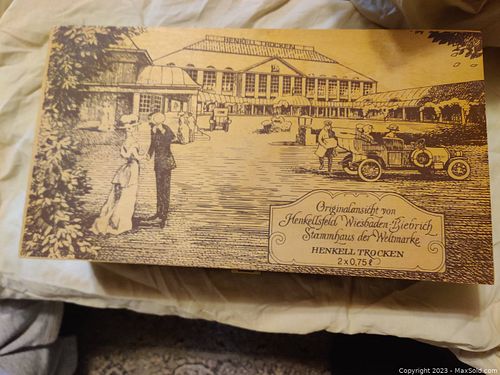 HENKELL TROCKEN
Originalansicht von
Henkellsfeld Wiesbaden-Biebrich
Stammhaus der Weltmarke
HENKELL TROCKEN
2 x 0,75 ℓ
Copyright 2023 - MaxSold.com